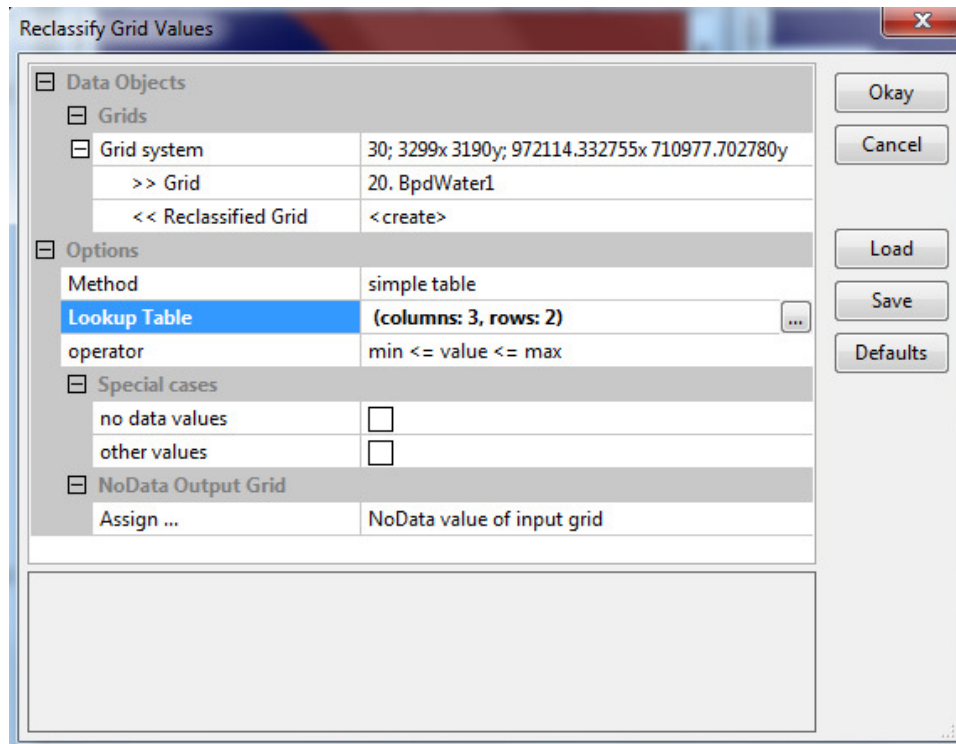 Reclassify Grid Values
x
Data Objects
Grids
Grid system 30; 3299x 3190y; 972114.332755x 710977.702780y
>> Grid 20. BpdWater1
<< Reclassified Grid <create>
Options
Method simple table
Lookup Table (columns: 3, rows: 2) ...
operator min <= value <= max
Special cases
no data values
other values
NoData Output Grid
Assign ... NoData value of input grid
Okay
Cancel
Load
Save
Defaults